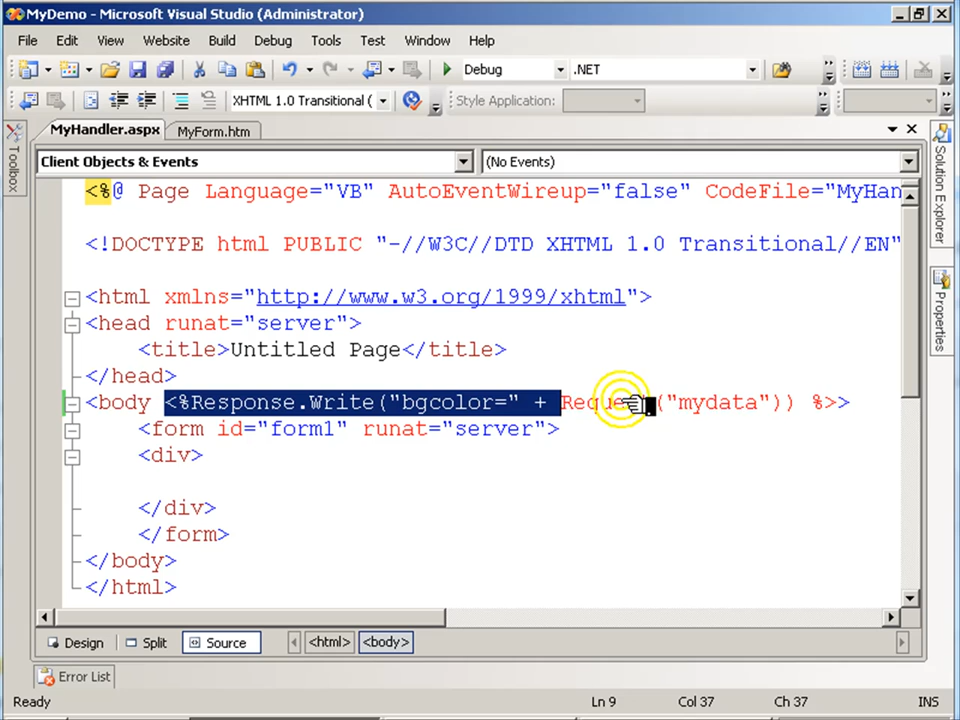 MyDemo - Microsoft Visual Studio (Administrator)
File Edit View Website Build Debug Tools Test Window Help
Debug .NET
XHTML 1.0 Transitional ( Style Application:
MyHandler.aspx MyForm.htm
Toolbox
Client Objects & Events (No Events)
Solution Explorer
Properties
<%@ Page Language="VB" AutoEventWireup="false" CodeFile="MyHan
<!DOCTYPE html PUBLIC "-//W3C//DTD XHTML 1.0 Transitional//EN"
<html xmlns="http://www.w3.org/1999/xhtml">
<head runat="server">
<title>Untitled Page</title>
</head>
<body <%Response.Write("bgcolor=" + Request("mydata")) %>>
<form id="form1" runat="server">
<div>
</div>
</form>
</body>
</html>
Design Split Source <html> <body>
Error List
Ready Ln 9 Col 37 Ch 37 INS